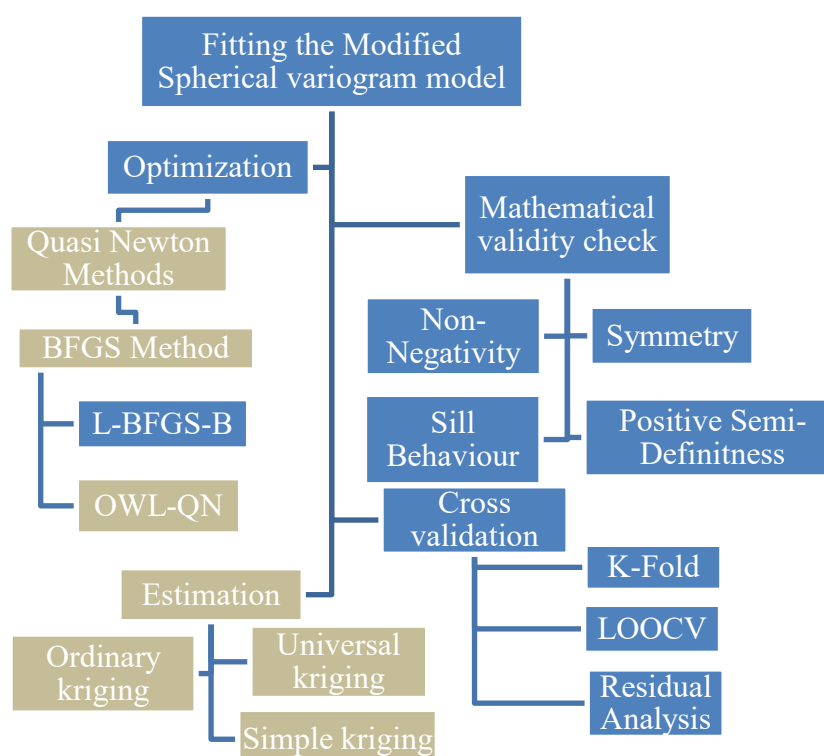 Fitting the Modified
Spherical variogram model
Optimization
Quasi Newton
Methods
BFGS Method
L-BFGS-B
OWL-QN
Mathematical
validity check
Non-
Negativity
Symmetry
Sill
Behaviour
Positive Semi-
Definitness
Cross
validation
K-Fold
LOOCV
Residual
Analysis
Estimation
Ordinary
kriging
Universal
kriging
Simple kriging